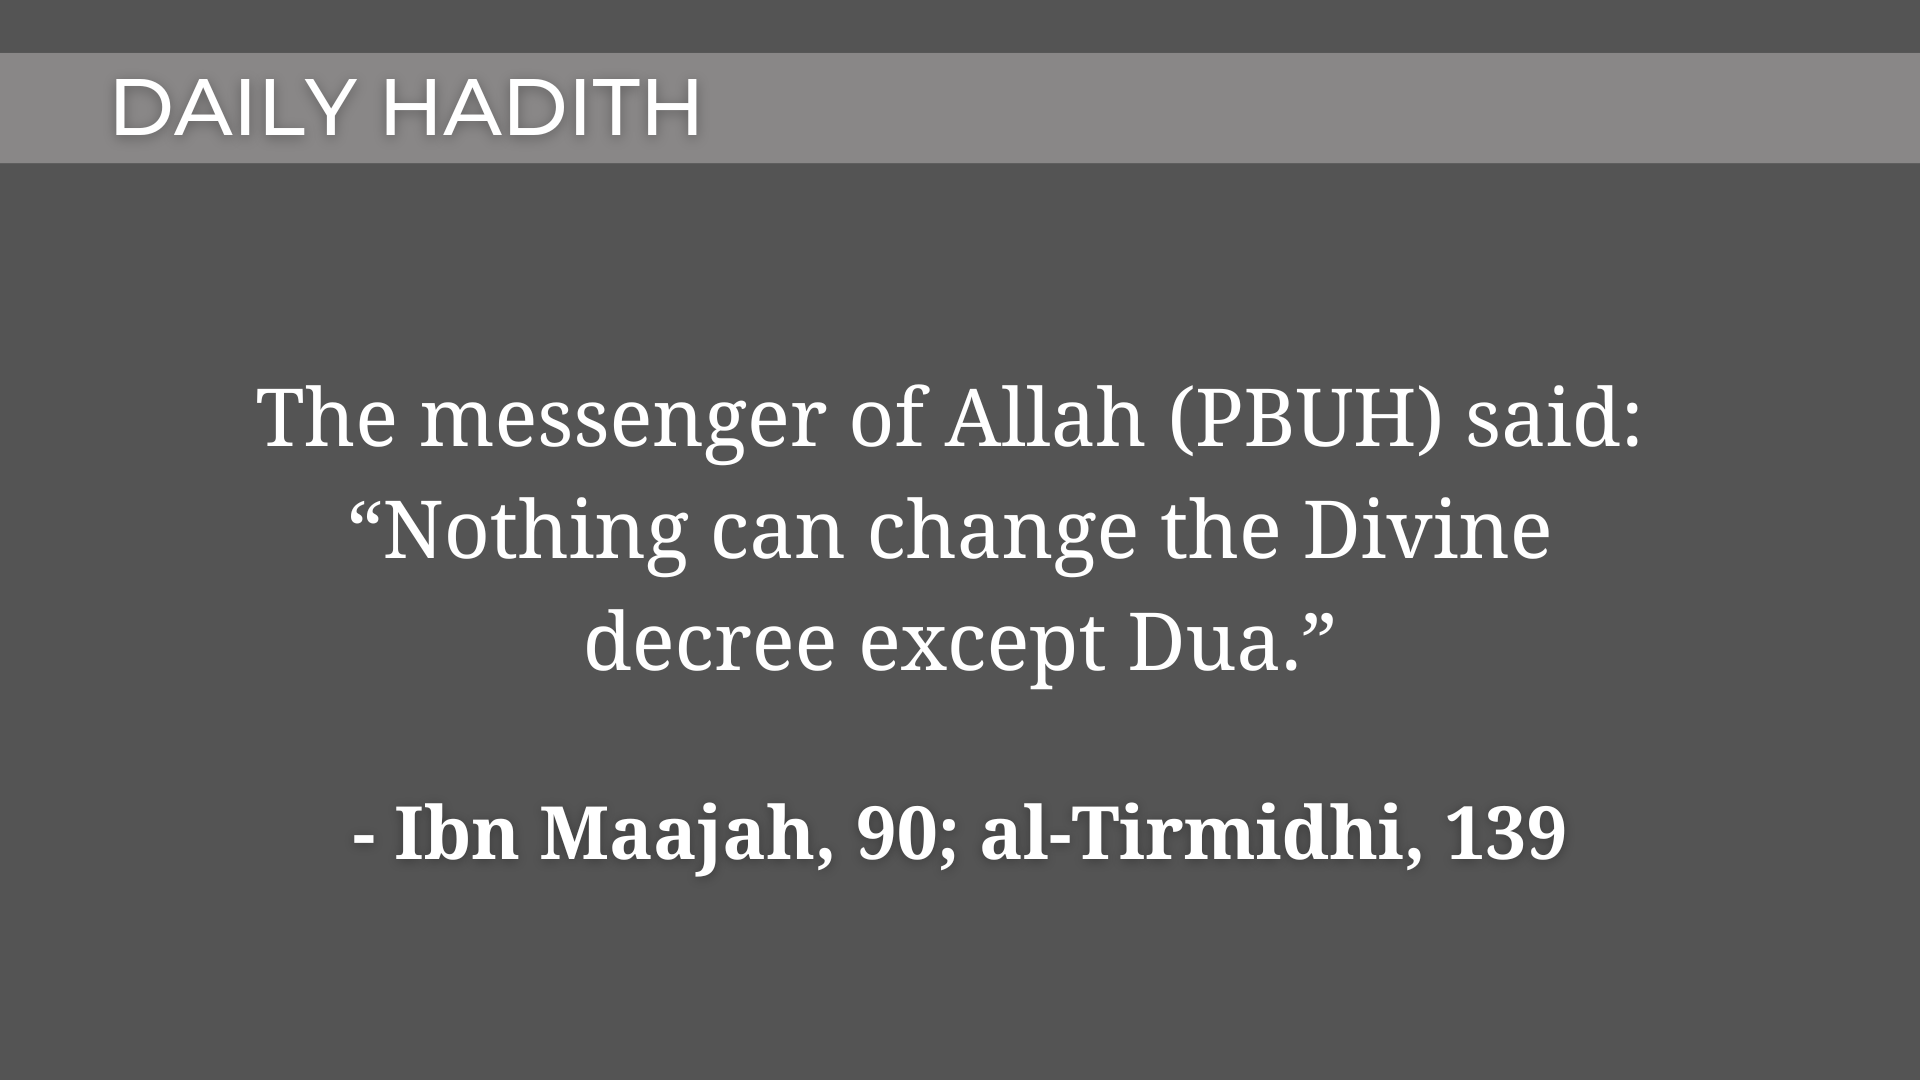 DAILY HADITH
The messenger of Allah (PBUH) said:
“Nothing can change the Divine
decree except Dua.”
- Ibn Maajah, 90; al-Tirmidhi, 139